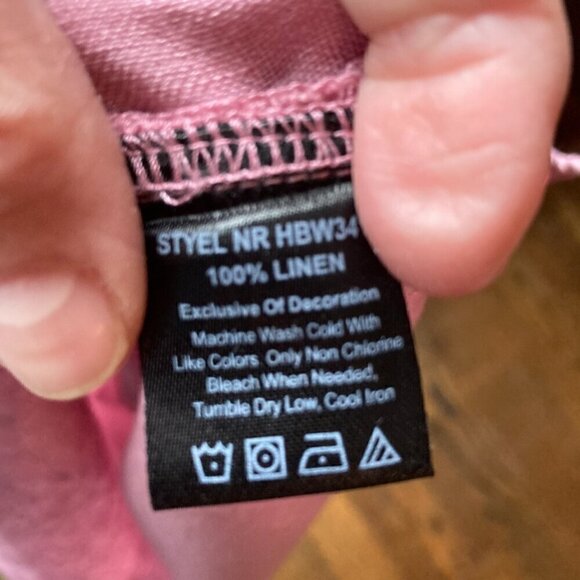 STYEL NR HBW34
100% LINEN
Exclusive Of Decoration
Machine Wash Cold With
Like Colors, Only Non Chlorine
Bleach When Needed,
Tumble Dry Low, Cool Iron